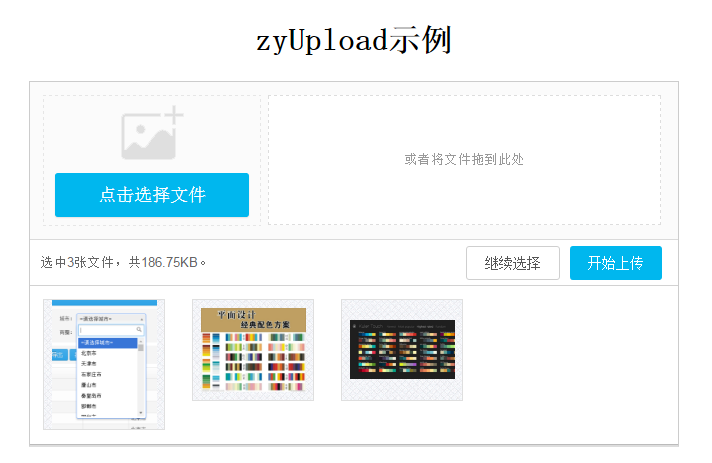 zyUpload示例
点击选择文件
或者将文件拖到此处
选中3张文件，共186.75KB。
继续选择
开始上传
=请选择城市=
=请选择城市=
北京市
天津市
石家庄市
唐山市
秦皇岛市
邯郸市
平面设计
经典配色方案